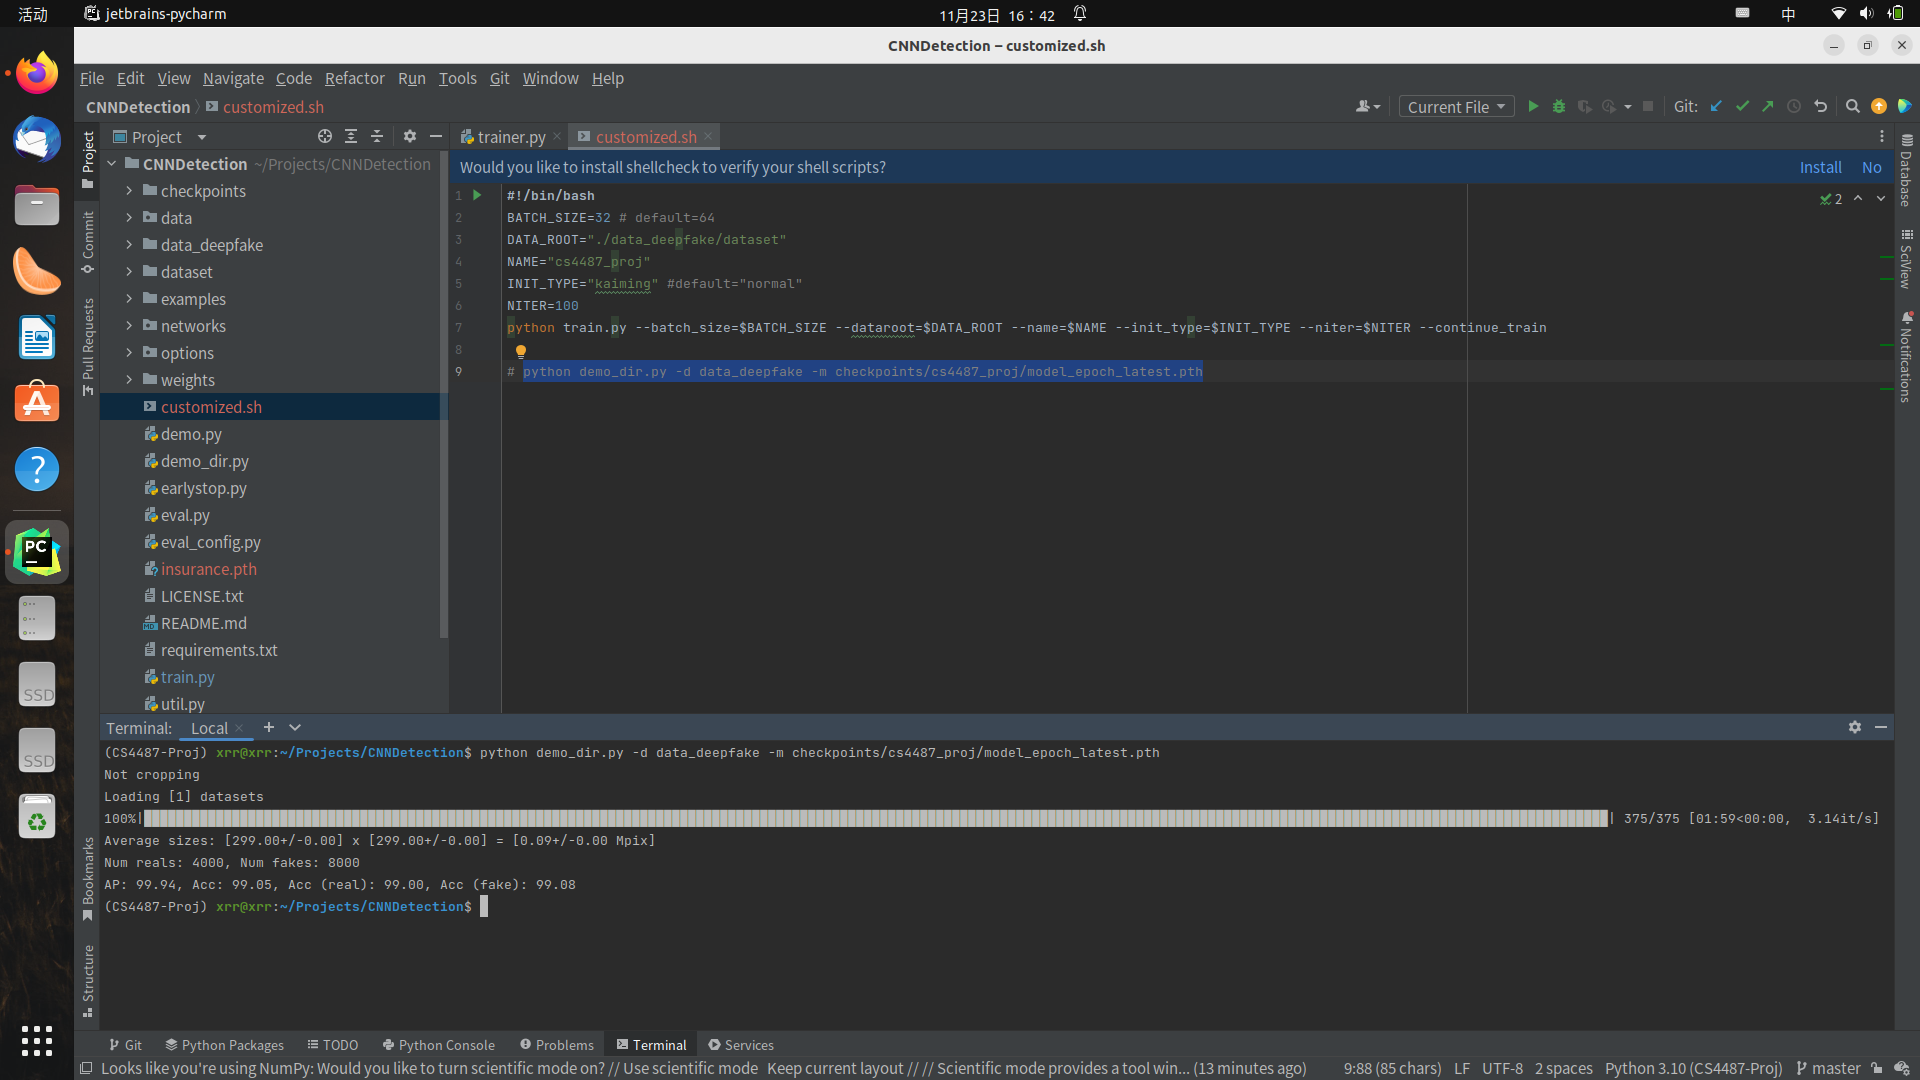 活动
jetbrains-pycharm
11月23日 16：42
中
CNNDetection – customized.sh
File Edit View Navigate Code Refactor Run Tools Git Window Help
CNNDetection customized.sh
Current File
Git:
Project
trainer.py
customized.sh
Would you like to install shellcheck to verify your shell scripts?
Install No
CNNDetection ~/Projects/CNNDetection
checkpoints
data
data_deepfake
dataset
examples
networks
options
weights
customized.sh
demo.py
demo_dir.py
earlystop.py
eval.py
eval_config.py
insurance.pth
LICENSE.txt
README.md
requirements.txt
train.py
util.py
1 #!/bin/bash
2 BATCH_SIZE=32 # default=64
3 DATA_ROOT="./data_deepfake/dataset"
4 NAME="cs4487_proj"
5 INIT_TYPE="kaiming" #default="normal"
6 NITER=100
7 python train.py --batch_size=$BATCH_SIZE --dataroot=$DATA_ROOT --name=$NAME --init_type=$INIT_TYPE --niter=$NITER --continue_train
8
9 # python demo_dir.py -d data_deepfake -m checkpoints/cs4487_proj/model_epoch_latest.pth
2
Project
Commit
Pull Requests
Bookmarks
Structure
Database
SciView
Notifications
PC
SSD
SSD
Terminal: Local
(CS4487-Proj) xrr@xrr:~/Projects/CNNDetection$ python demo_dir.py -d data_deepfake -m checkpoints/cs4487_proj/model_epoch_latest.pth
Not cropping
Loading [1] datasets
100%| | 375/375 [01:59<00:00, 3.14it/s]
Average sizes: [299.00+/-0.00] x [299.00+/-0.00] = [0.09+/-0.00 Mpix]
Num reals: 4000, Num fakes: 8000
AP: 99.94, Acc: 99.05, Acc (real): 99.00, Acc (fake): 99.08
(CS4487-Proj) xrr@xrr:~/Projects/CNNDetection$
Git Python Packages TODO Python Console Problems Terminal Services
Looks like you're using NumPy: Would you like to turn scientific mode on? // Use scientific mode Keep current layout // // Scientific mode provides a tool win... (13 minutes ago)
9:88 (85 chars) LF UTF-8 2 spaces Python 3.10 (CS4487-Proj) master